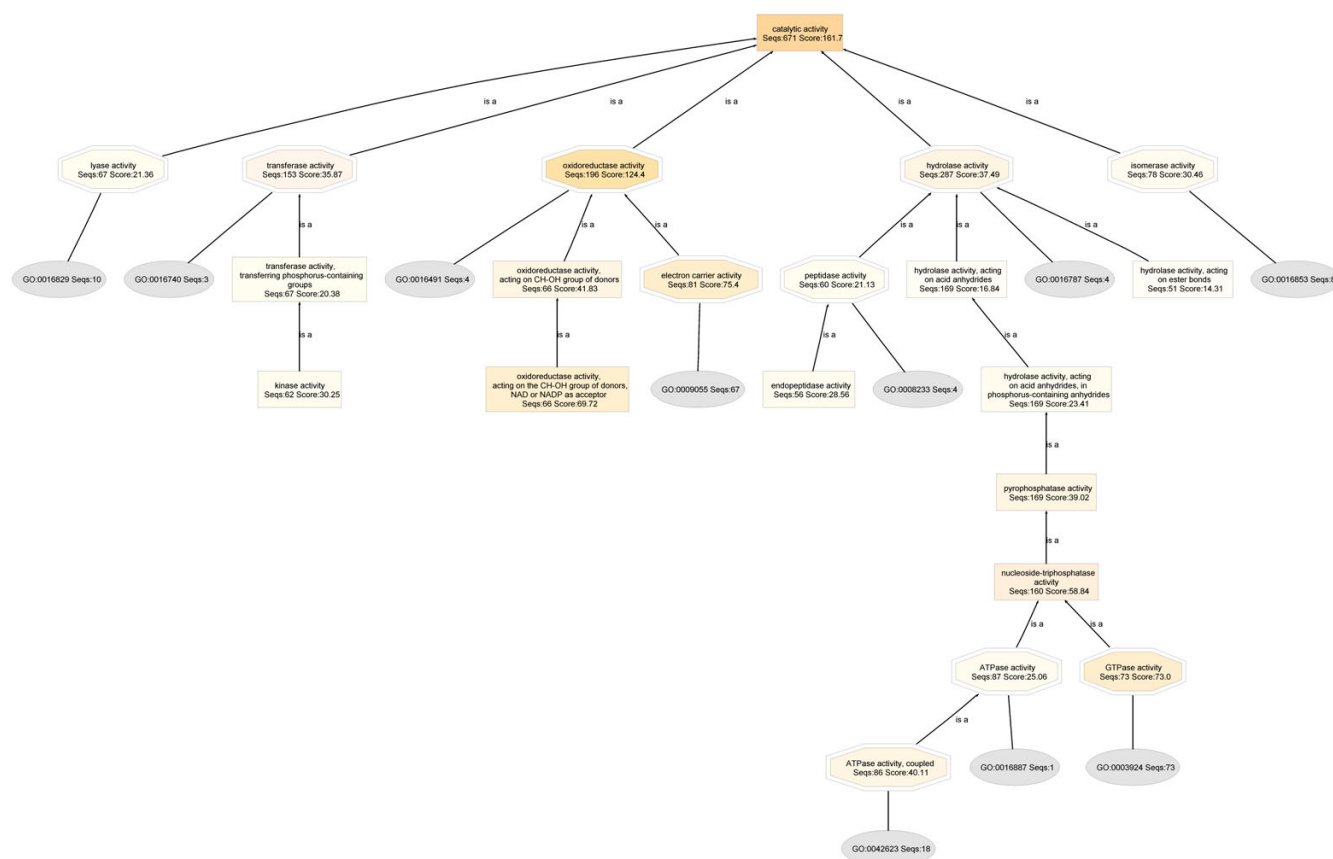 catalytic activity
Seqs:671 Score:161.7
is a
is a
is a
is a
is a
lyase activity
Seqs:67 Score:21.36
transferase activity
Seqs:153 Score:35.87
oxidoreductase activity
Seqs:196 Score:124.4
hydrolase activity
Seqs:287 Score:37.49
isomerase activity
Seqs:78 Score:30.46
is a
is a
is a
is a
is a
is a
GO:0016829 Seqs:10
GO:0016740 Seqs:3
transferase activity,
transferring phosphorus-containing
groups
Seqs:67 Score:20.38
GO:0016491 Seqs:4
oxidoreductase activity,
acting on CH-OH group of donors
Seqs:66 Score:41.83
electron carrier activity
Seqs:81 Score:75.4
peptidase activity
Seqs:60 Score:21.13
hydrolase activity, acting
on acid anhydrides
Seqs:169 Score:16.84
GO:0016787 Seqs:4
hydrolase activity, acting
on ester bonds
Seqs:51 Score:14.31
GO:0016853 Seqs:8
is a
is a
is a
is a
kinase activity
Seqs:62 Score:30.25
oxidoreductase activity,
acting on the CH-OH group of donors,
NAD or NADP as acceptor
Seqs:66 Score:69.72
GO:0009055 Seqs:67
endopeptidase activity
Seqs:56 Score:28.56
GO:0008233 Seqs:4
hydrolase activity, acting
on acid anhydrides, in
phosphorus-containing anhydrides
Seqs:169 Score:23.41
is a
pyrophosphatase activity
Seqs:169 Score:39.02
is a
nucleoside-triphosphatase
activity
Seqs:160 Score:58.84
is a
is a
ATPase activity
Seqs:87 Score:25.06
GTPase activity
Seqs:73 Score:73.0
is a
ATPase activity, coupled
Seqs:86 Score:40.11
GO:0016887 Seqs:1
GO:0003924 Seqs:73
GO:0042623 Seqs:18